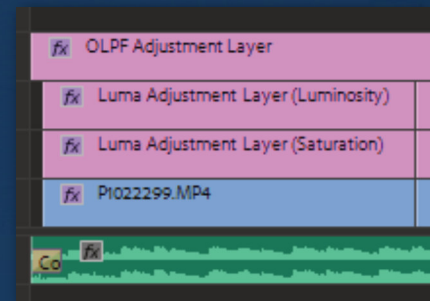 fx OLPF Adjustment Layer
fx Luma Adjustment Layer (Luminosity)
fx Luma Adjustment Layer (Saturation)
fx P1022299.MP4
fx
Co